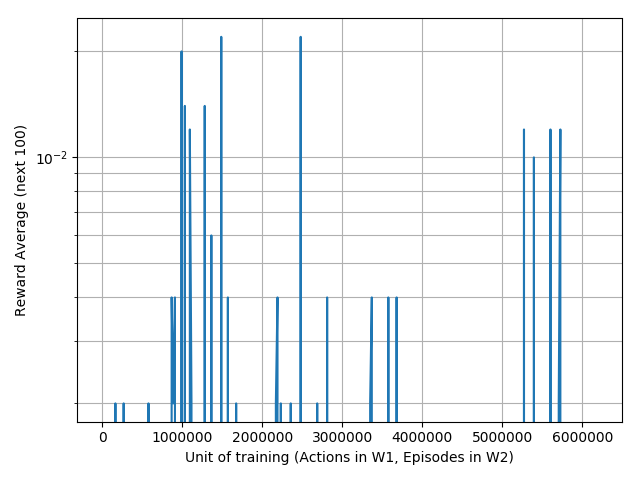 Reward Average (next 100)
10⁻²
0 1000000 2000000 3000000 4000000 5000000 6000000
Unit of training (Actions in W1, Episodes in W2)